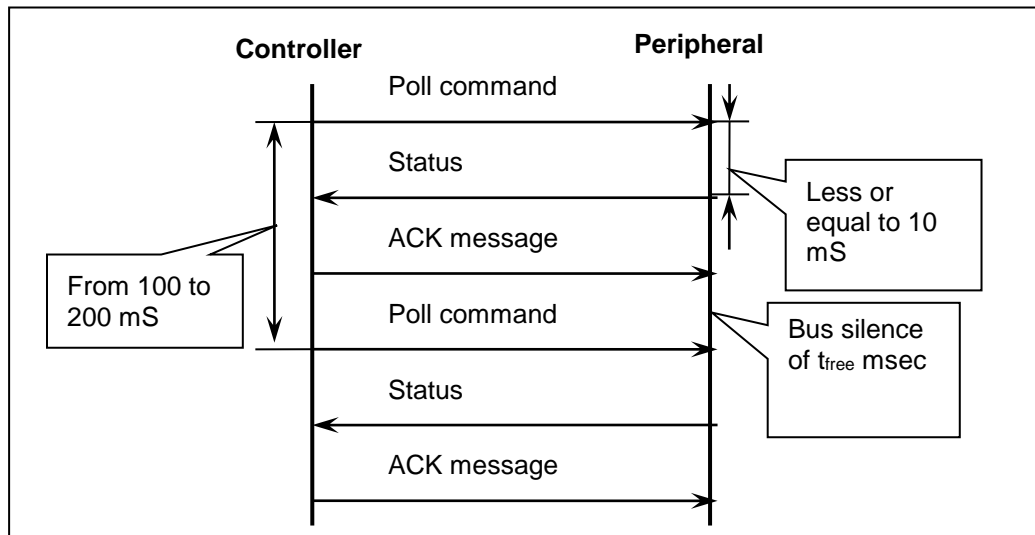 Controller
Peripheral
Poll command
Status
Less or
equal to 10
mS
ACK message
From 100 to
200 mS
Poll command
Bus silence
of tfree msec
Status
ACK message